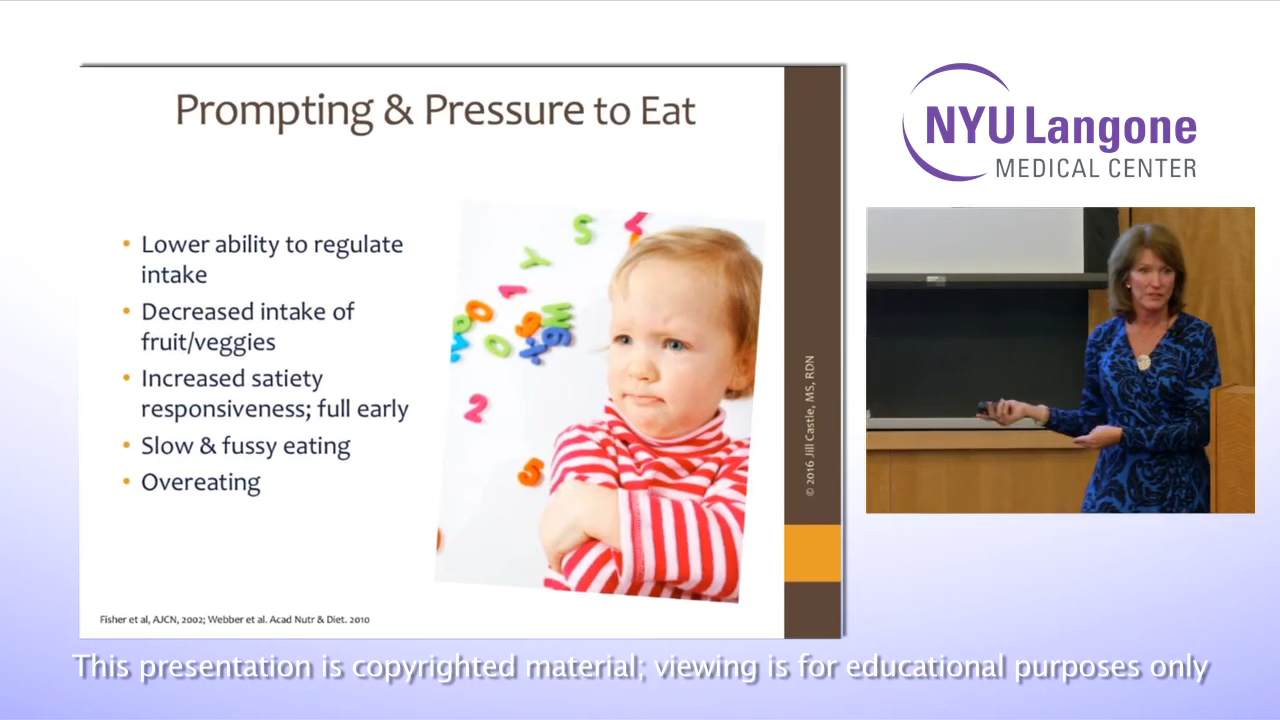 Prompting & Pressure to Eat
• Lower ability to regulate
intake
• Decreased intake of
fruit/veggies
• Increased satiety
responsiveness; full early
• Slow & fussy eating
• Overeating
Fisher et al, AJCN, 2002; Webber et al. Acad Nutr & Diet. 2010
© 2016 Jill Castle, MS, RDN
NYU Langone
MEDICAL CENTER
This presentation is copyrighted material; viewing is for educational purposes only